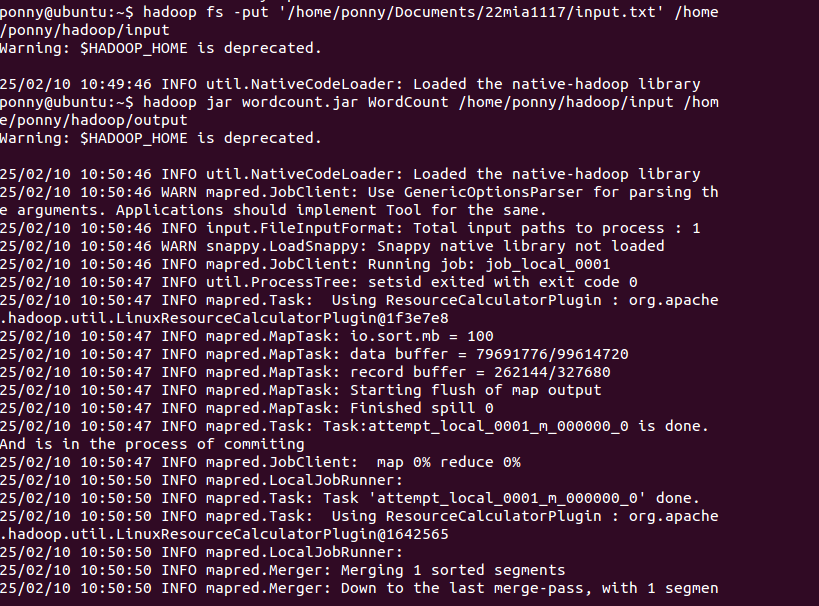 ponny@ubuntu:~$ hadoop fs -put '/home/ponny/Documents/22mia1117/input.txt' /home
/ponny/hadoop/input
Warning: $HADOOP_HOME is deprecated.
25/02/10 10:49:46 INFO util.NativeCodeLoader: Loaded the native-hadoop library
ponny@ubuntu:~$ hadoop jar wordcount.jar WordCount /home/ponny/hadoop/input /hom
e/ponny/hadoop/output
Warning: $HADOOP_HOME is deprecated.
25/02/10 10:50:46 INFO util.NativeCodeLoader: Loaded the native-hadoop library
25/02/10 10:50:46 WARN mapred.JobClient: Use GenericOptionsParser for parsing th
e arguments. Applications should implement Tool for the same.
25/02/10 10:50:46 INFO input.FileInputFormat: Total input paths to process : 1
25/02/10 10:50:46 WARN snappy.LoadSnappy: Snappy native library not loaded
25/02/10 10:50:46 INFO mapred.JobClient: Running job: job_local_0001
25/02/10 10:50:47 INFO util.ProcessTree: setsid exited with exit code 0
25/02/10 10:50:47 INFO mapred.Task:  Using ResourceCalculatorPlugin : org.apache
.hadoop.util.LinuxResourceCalculatorPlugin@1f3e7e8
25/02/10 10:50:47 INFO mapred.MapTask: io.sort.mb = 100
25/02/10 10:50:47 INFO mapred.MapTask: data buffer = 79691776/99614720
25/02/10 10:50:47 INFO mapred.MapTask: record buffer = 262144/327680
25/02/10 10:50:47 INFO mapred.MapTask: Starting flush of map output
25/02/10 10:50:47 INFO mapred.MapTask: Finished spill 0
25/02/10 10:50:47 INFO mapred.Task: Task:attempt_local_0001_m_000000_0 is done.
And is in the process of commiting
25/02/10 10:50:47 INFO mapred.JobClient:  map 0% reduce 0%
25/02/10 10:50:50 INFO mapred.LocalJobRunner:
25/02/10 10:50:50 INFO mapred.Task: Task 'attempt_local_0001_m_000000_0' done.
25/02/10 10:50:50 INFO mapred.Task:  Using ResourceCalculatorPlugin : org.apache
.hadoop.util.LinuxResourceCalculatorPlugin@1642565
25/02/10 10:50:50 INFO mapred.LocalJobRunner:
25/02/10 10:50:50 INFO mapred.Merger: Merging 1 sorted segments
25/02/10 10:50:50 INFO mapred.Merger: Down to the last merge-pass, with 1 segmen